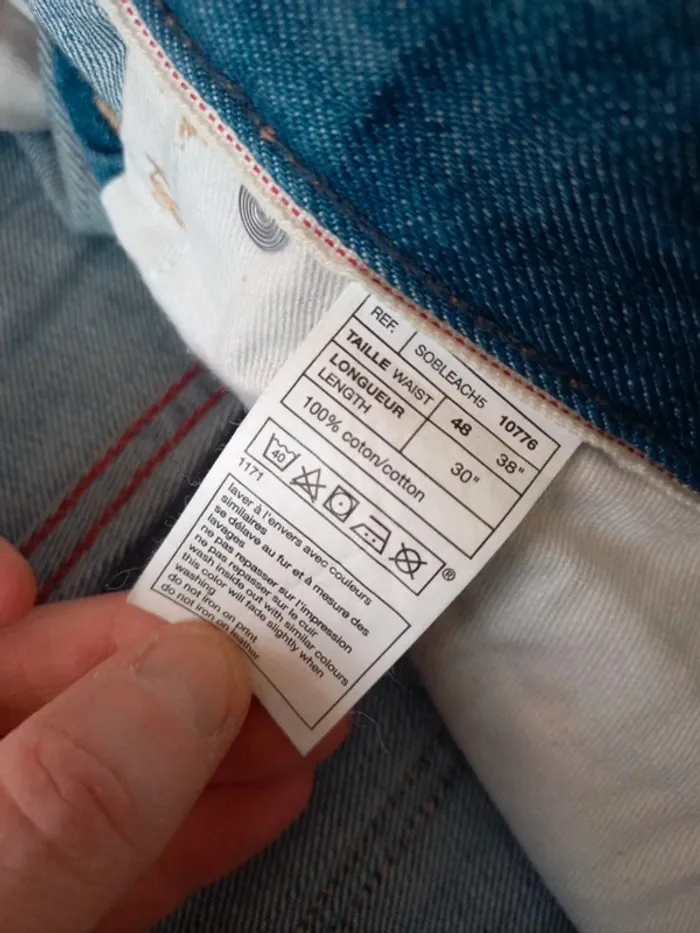 REF. SOBLEACH5 10776
TAILLE WAIST 48 38"
LONGUEUR
LENGTH 30"
100% coton/cotton
40
®
1171
laver à l'envers avec couleurs
similaires
se délave au fur et à mesure des
lavages
ne pas repasser sur l'impression
ne pas repasser sur le cuir
wash inside out with similar colours
this color will fade slightly when
washing
do not iron on print
do not iron on leather